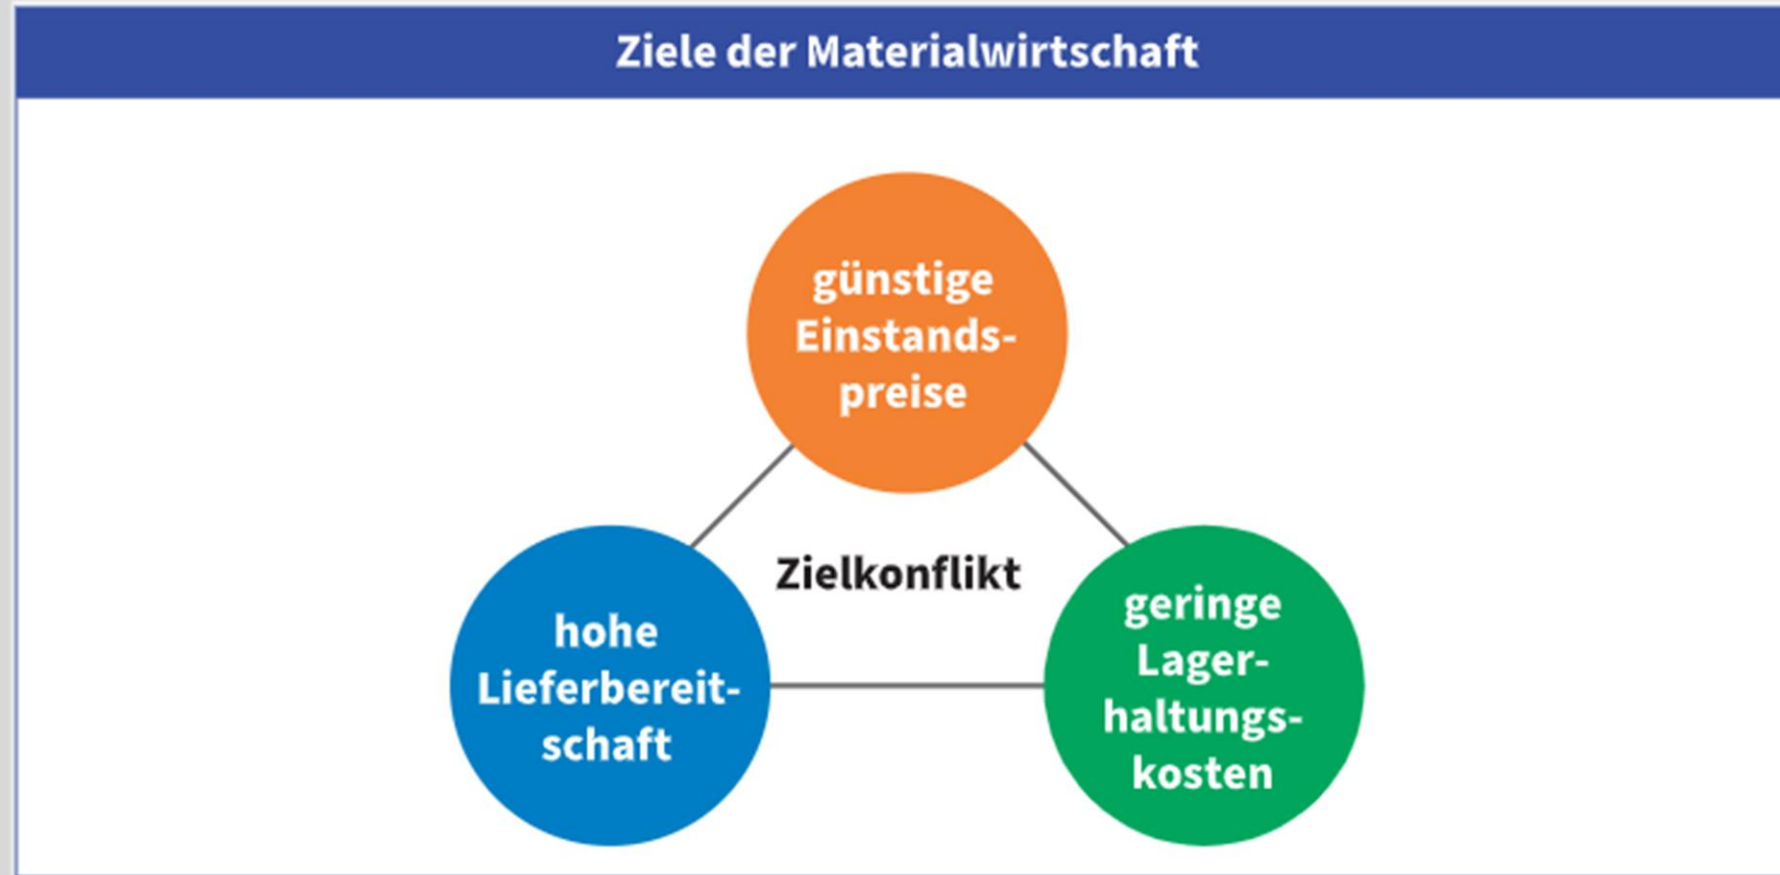 Ziele der Materialwirtschaft
günstige
Einstands-
preise
Zielkonflikt
hohe
Lieferbereit-
schaft
geringe
Lager-
haltungs-
kosten